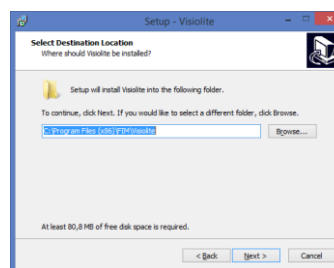 Setup - Visiolite
Select Destination Location
Where should Visiolite be installed?
Setup will install Visiolite into the following folder.
To continue, click Next. If you would like to select a different folder, click Browse.
C:\Program Files (x86)\FIM\Visiolite
Browse...
At least 80,8 MB of free disk space is required.
< Back
Next >
Cancel